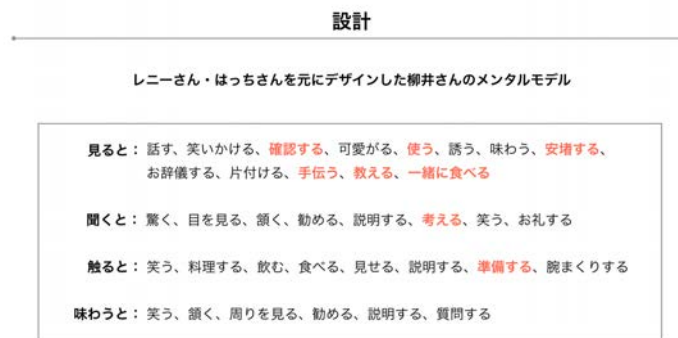 設計
レニーさん・はっちさんを元にデザインした柳井さんのメンタルモデル
見ると：話す、笑いかける、確認する、可愛がる、使う、誘う、味わう、安堵する、
お辞儀する、片付ける、手伝う、教える、一緒に食べる
聞くと：驚く、目を見る、頷く、勧める、説明する、考える、笑う、お礼する
触ると：笑う、料理する、飲む、食べる、見せる、説明する、準備する、腕まくりする
味わうと：笑う、頷く、周りを見る、勧める、説明する、質問する